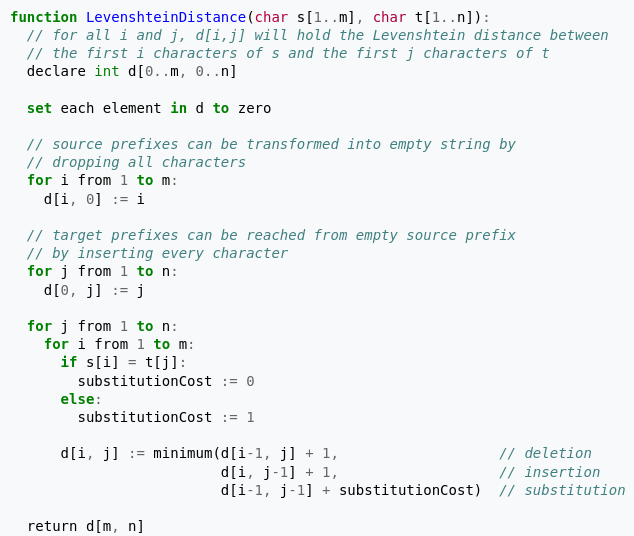 function LevenshteinDistance(char s[1..m], char t[1..n]):
  // for all i and j, d[i,j] will hold the Levenshtein distance between
  // the first i characters of s and the first j characters of t
  declare int d[0..m, 0..n]

  set each element in d to zero

  // source prefixes can be transformed into empty string by
  // dropping all characters
  for i from 1 to m:
    d[i, 0] := i

  // target prefixes can be reached from empty source prefix
  // by inserting every character
  for j from 1 to n:
    d[0, j] := j

  for j from 1 to n:
    for i from 1 to m:
      if s[i] = t[j]:
        substitutionCost := 0
      else:
        substitutionCost := 1

      d[i, j] := minimum(d[i-1, j] + 1,                   // deletion
                         d[i, j-1] + 1,                   // insertion
                         d[i-1, j-1] + substitutionCost)  // substitution

  return d[m, n]